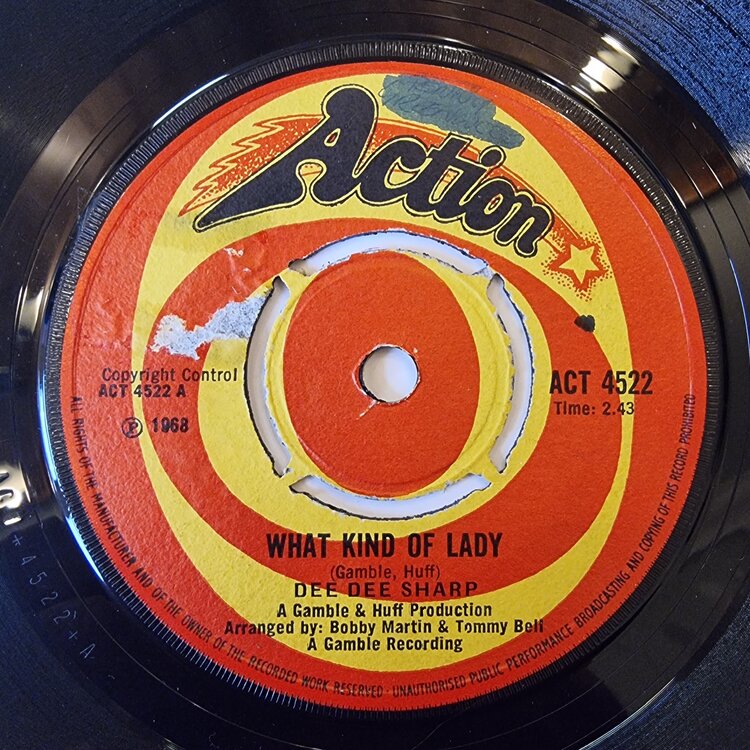 Action
Copyright Control
ACT 4522 A
℗ 1968
ACT 4522
Time: 2.43
WHAT KIND OF LADY
(Gamble, Huff)
DEE DEE SHARP
A Gamble & Huff Production
Arranged by: Bobby Martin & Tommy Bell
A Gamble Recording
ALL RIGHTS OF THE MANUFACTURER AND OF THE OWNER OF THE RECORDED WORK RESERVED · UNAUTHORISED PUBLIC PERFORMANCE BROADCASTING AND COPYING OF THIS RECORD PROHIBITED
+4522+A